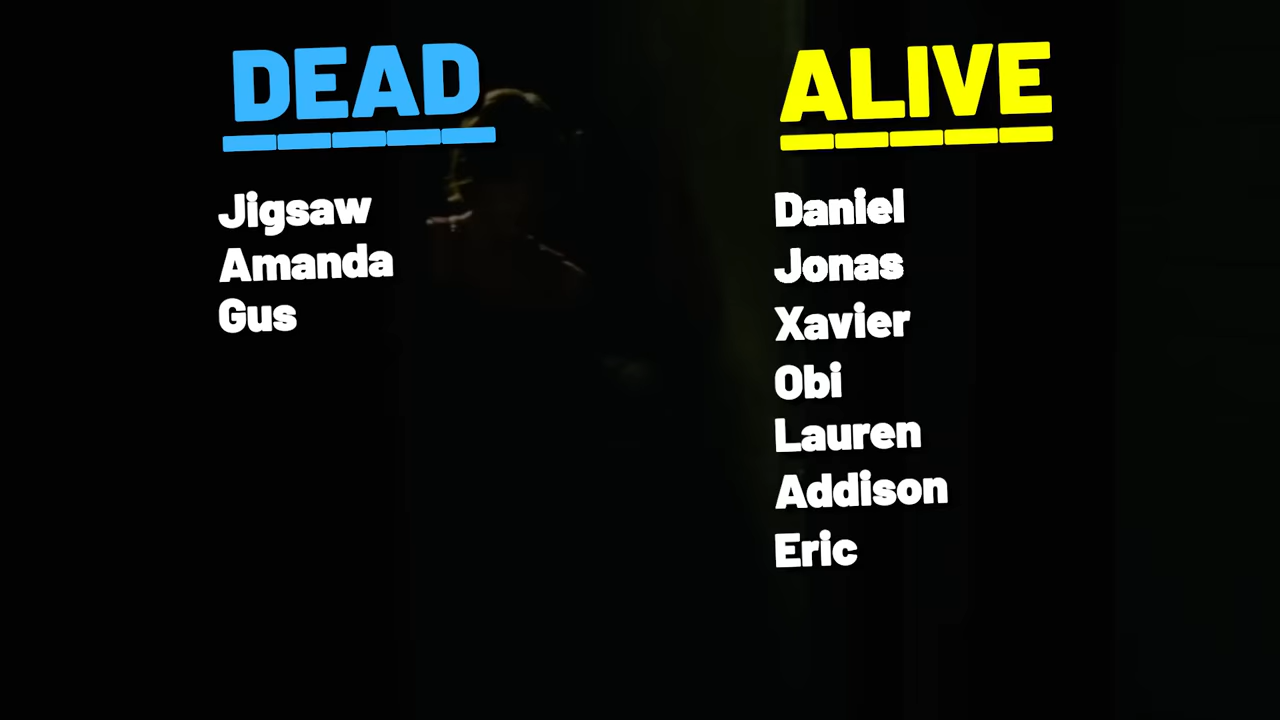 DEAD
Jigsaw
Amanda
Gus
ALIVE
Daniel
Jonas
Xavier
Obi
Lauren
Addison
Eric